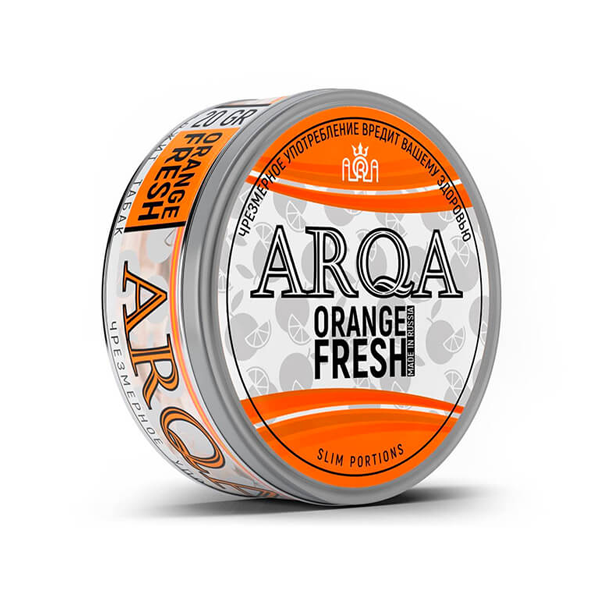 ЧРЕЗМЕРНОЕ УПОТРЕБЛЕНИЕ ВРЕДИТ ВАШЕМУ ЗДОРОВЬЮ
ARQA
ARQA
ORANGE
FRESH
MADE IN RUSSIA
SLIM PORTIONS
20 GR
ORANGE
FRESH
ТАБАК
ARQA
ЧРЕЗМЕРНОЕ